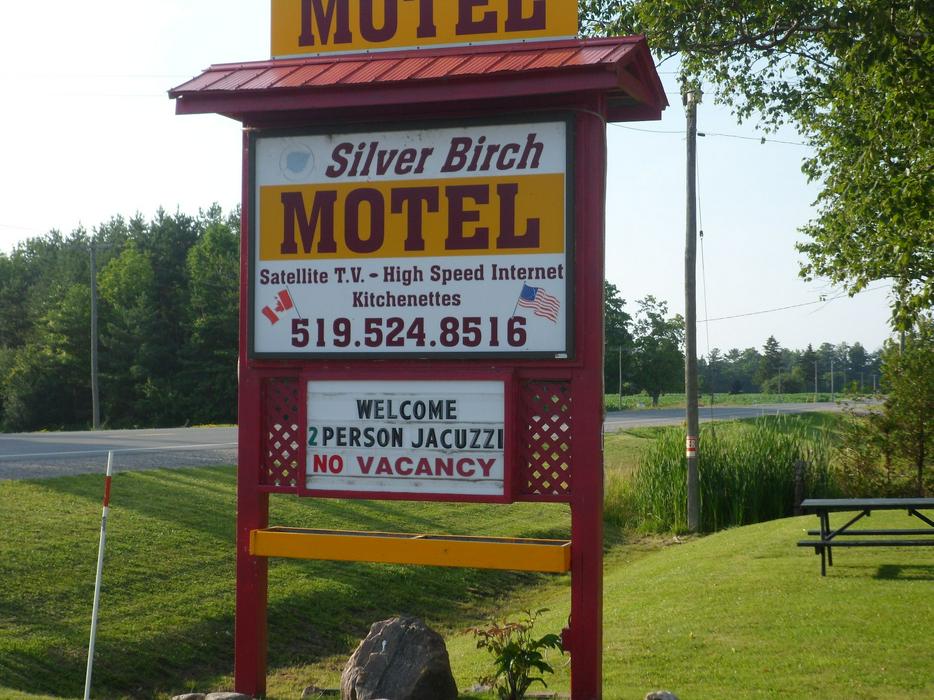 MOTEL
Silver Birch
MOTEL
Satellite T.V. - High Speed Internet
Kitchenettes
519.524.8516
WELCOME
2 PERSON JACUZZI
NO VACANCY